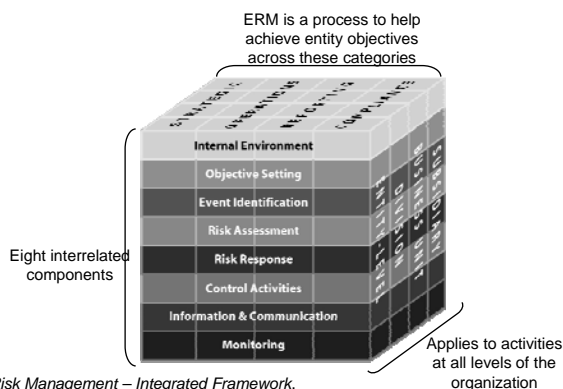 ERM is a process to help
achieve entity objectives
across these categories
STRATEGIC
OPERATIONS
REPORTING
COMPLIANCE
Internal Environment
Objective Setting
Event Identification
Risk Assessment
Risk Response
Control Activities
Information & Communication
Monitoring
ENTITY-LEVEL
DIVISION
BUSINESS UNIT
SUBSIDIARY
Eight interrelated
components
Applies to activities
at all levels of the
organization
Risk Management – Integrated Framework.